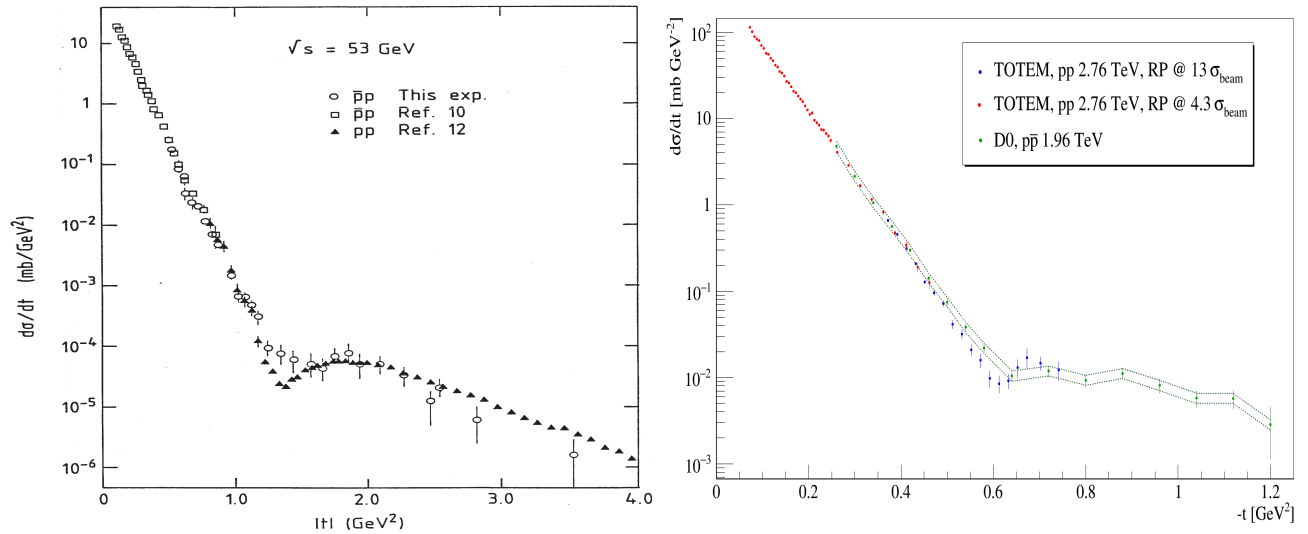 √s = 53 GeV
p̄p This exp.
p̄p Ref. 10
pp Ref. 12
dσ/dt (mb/GeV²)
10
1
10⁻¹
10⁻²
10⁻³
10⁻⁴
10⁻⁵
10⁻⁶
0 1.0 2.0 3.0 4.0
|t| (GeV²)
dσ/dt [mb GeV⁻²]
TOTEM, pp 2.76 TeV, RP @ 13 σbeam
TOTEM, pp 2.76 TeV, RP @ 4.3 σbeam
D0, pp̄ 1.96 TeV
10²
10
1
10⁻¹
10⁻²
10⁻³
0 0.2 0.4 0.6 0.8 1 1.2
-t [GeV²]